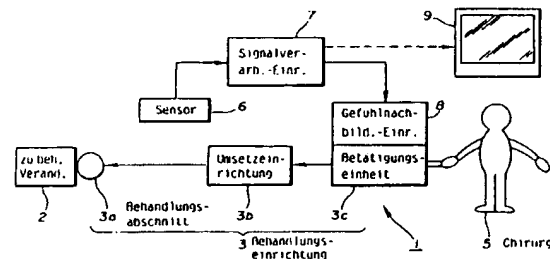 7
9
Signalver-
arb.-Einr.
Sensor
6
8
Gefühlnach-
bild.-Einr.
zu beh.
Veränd.
Umsetzein-
richtung
Betätigungs-
einheit
2
3a
3b
3c
Behandlungs-
abschnitt
3 Behandlungs-
einrichtung
1
5 Chirurg